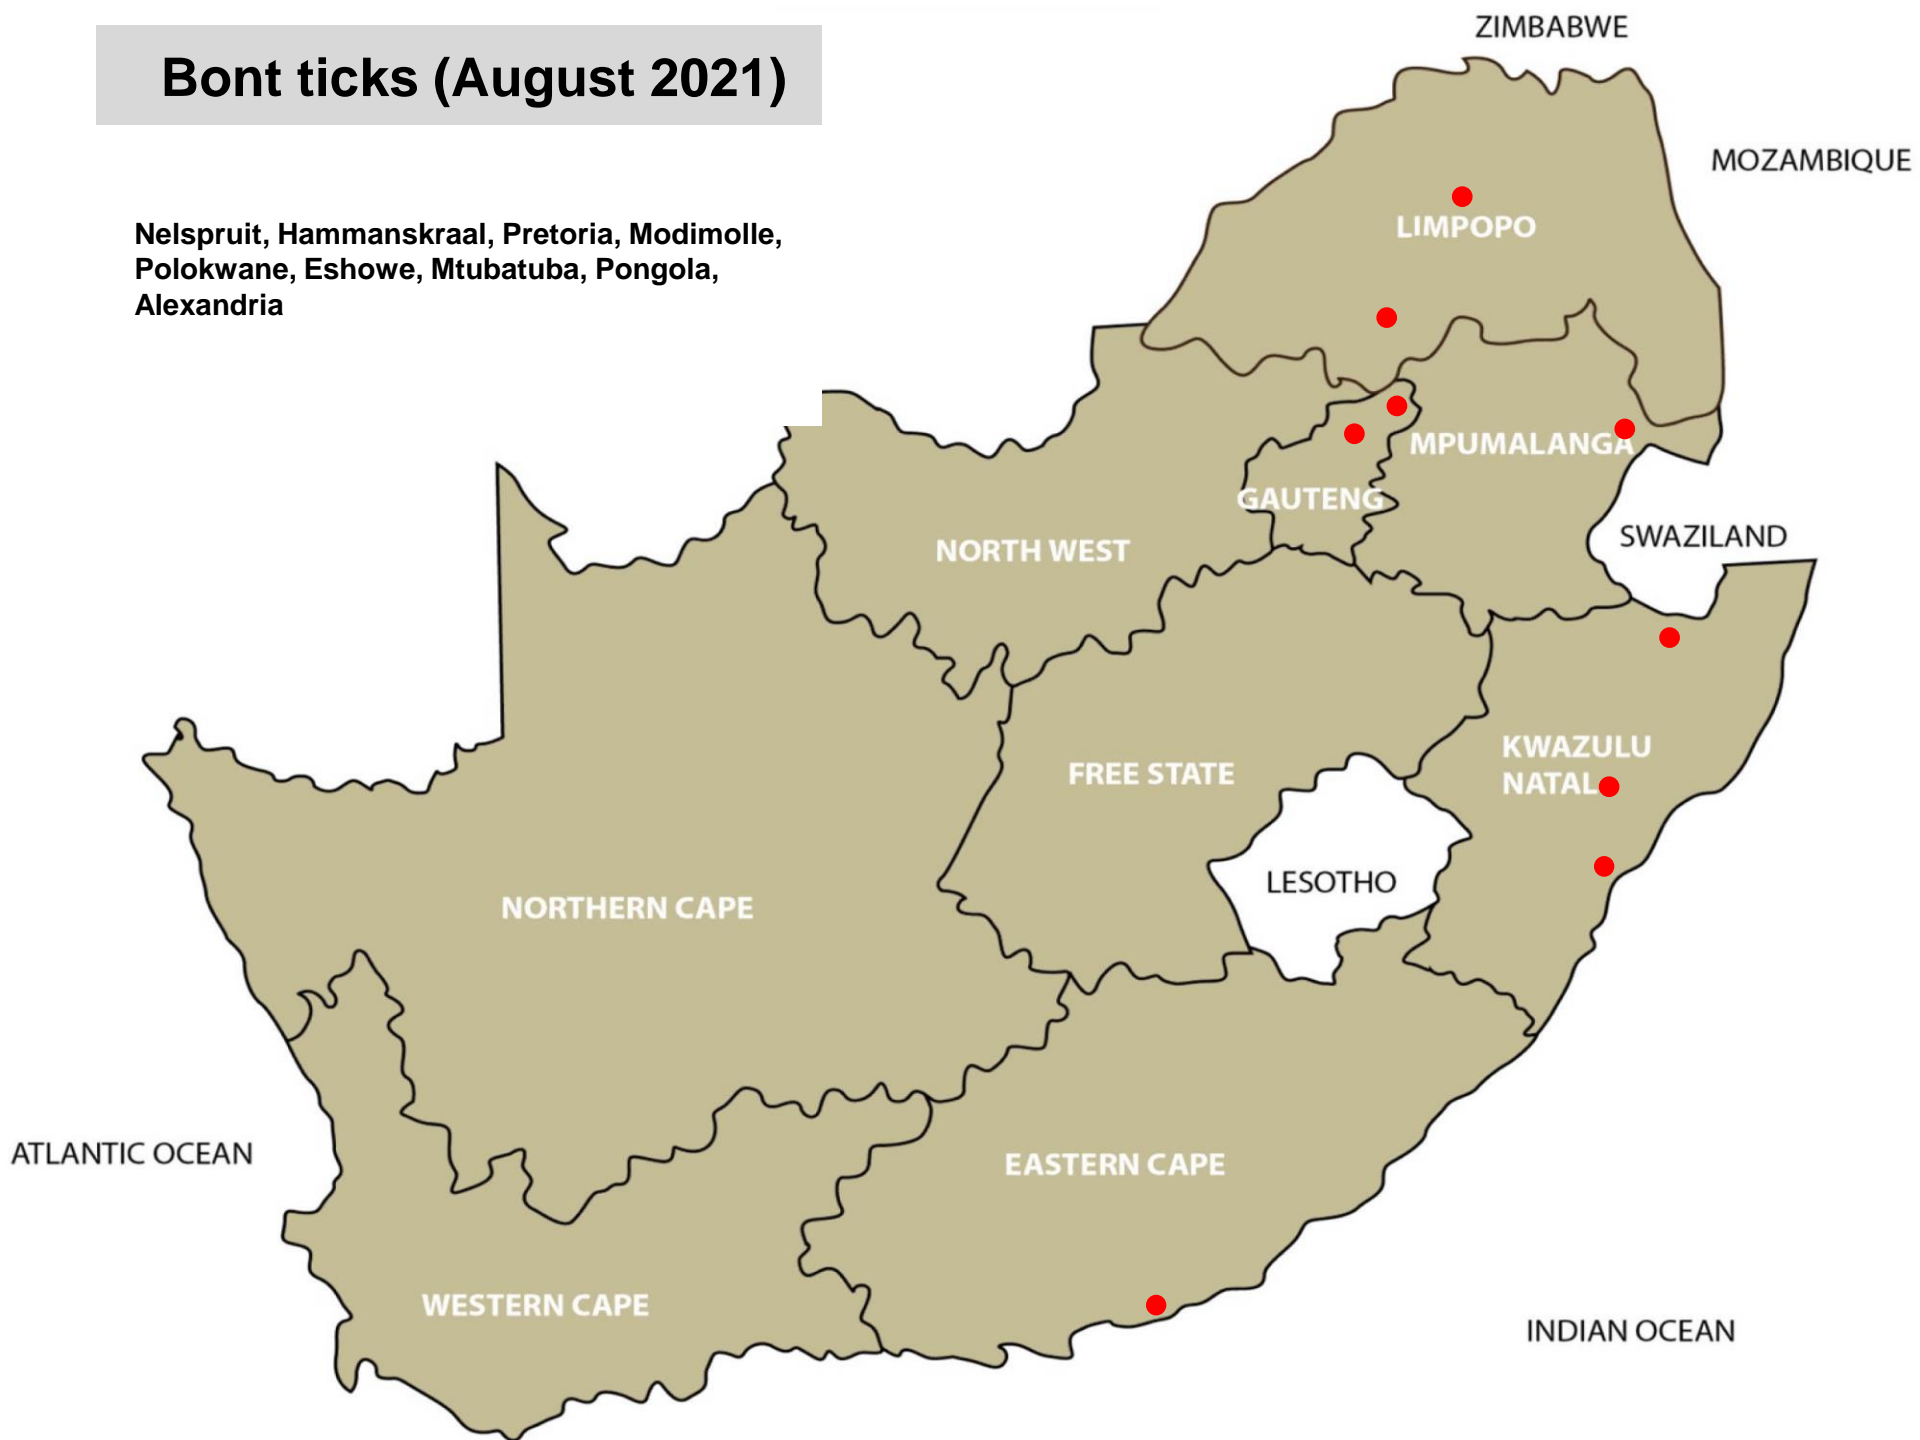 Bont ticks (August 2021)
Nelspruit, Hammanskraal, Pretoria, Modimolle,
Polokwane, Eshowe, Mtubatuba, Pongola,
Alexandria
ZIMBABWE
MOZAMBIQUE
LIMPOPO
MPUMALANGA
GAUTENG
SWAZILAND
NORTH WEST
KWAZULU
NATAL
FREE STATE
LESOTHO
NORTHERN CAPE
ATLANTIC OCEAN
EASTERN CAPE
WESTERN CAPE
INDIAN OCEAN